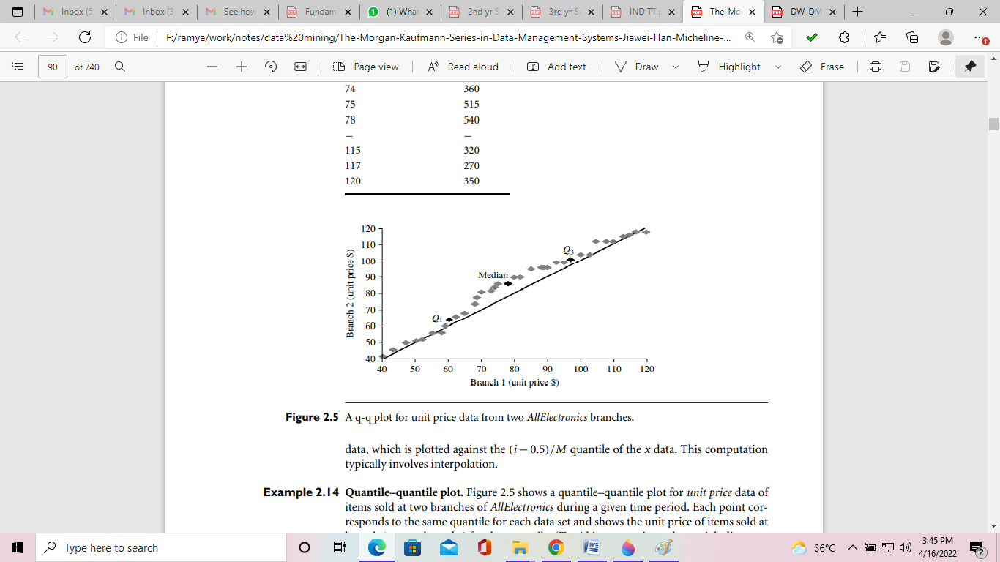 Inbox (5
Inbox (3
See how
Fundam
1 (1) What
2nd yr S
3rd yr S
IND TT.p
The-Mo
DW-DM
File F:/ramya/work/notes/data%20mining/The-Morgan-Kaufmann-Series-in-Data-Management-Systems-Jiawei-Han-Micheline-...
90 of 740 Page view Read aloud Add text Draw Highlight Erase
74 360
75 515
78 540
– –
115 320
117 270
120 350
120
110
100
90
80
70
60
50
40
Branch 2 (unit price $)
Q1
Median
Q3
40 50 60 70 80 90 100 110 120
Branch 1 (unit price $)
Figure 2.5 A q-q plot for unit price data from two AllElectronics branches.
data, which is plotted against the (i − 0.5)/M quantile of the x data. This computation
typically involves interpolation.
Example 2.14 Quantile–quantile plot. Figure 2.5 shows a quantile–quantile plot for unit price data of
items sold at two branches of AllElectronics during a given time period. Each point cor-
responds to the same quantile for each data set and shows the unit price of items sold at
Type here to search
36°C
3:45 PM
4/16/2022
2